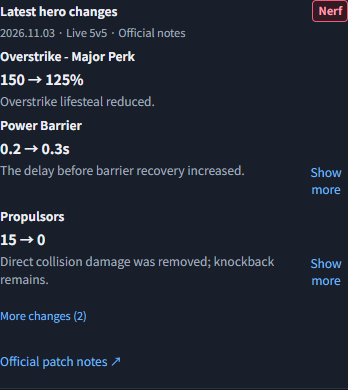 Latest hero changes
Nerf
2026.11.03 · Live 5v5 · Official notes
Overstrike - Major Perk
150 → 125%
Overstrike lifesteal reduced.
Power Barrier
0.2 → 0.3s
The delay before barrier recovery increased.
Show
more
Propulsors
15 → 0
Direct collision damage was removed; knockback
remains.
Show
more
More changes (2)
Official patch notes ↗